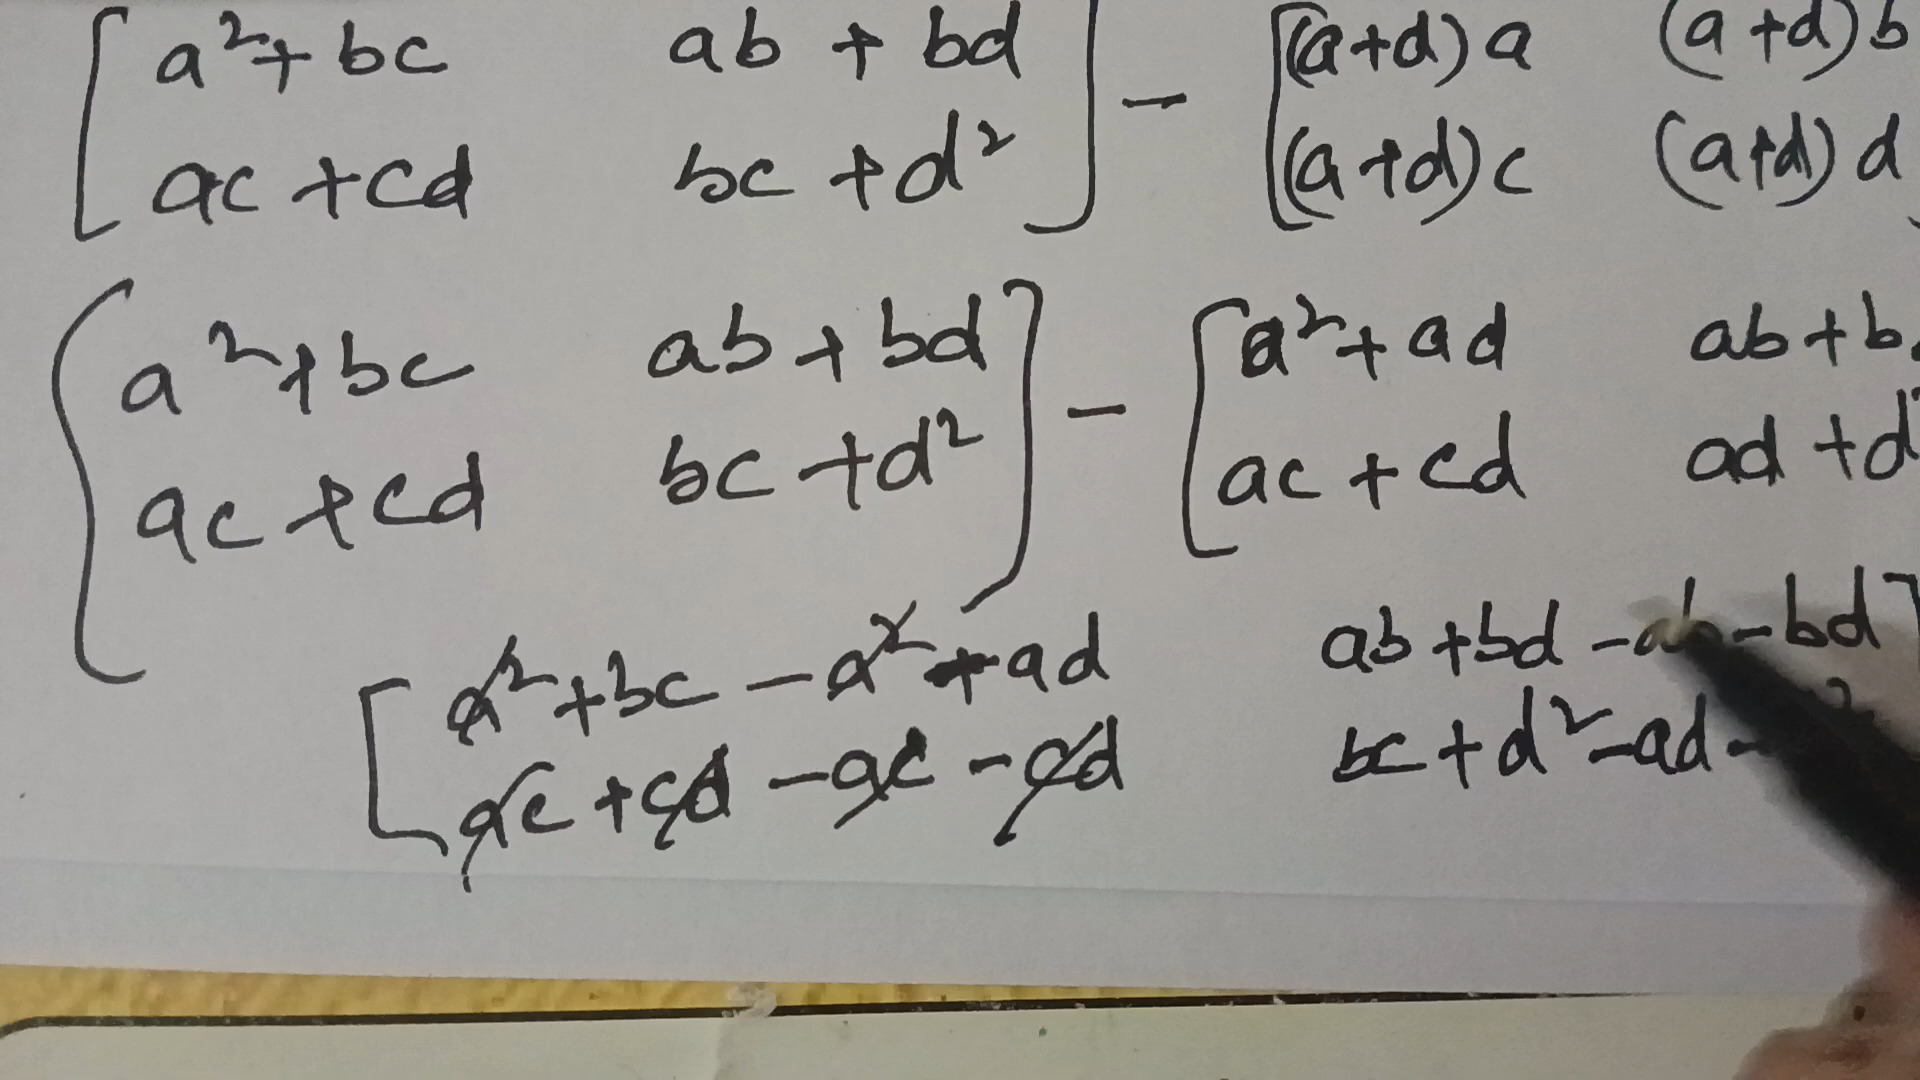 [a²+bc ab+bd] - [(a+d)a (a+d)b
[ac+cd bc+d²] [(a+d)c (a+d)d
[a²+bc ab+bd] - [a²+ad ab+b
ac+cd bc+d² ac+cd ad+d
[a²+bc-a²+ad ab+bd-ab-bd]
ac+cd-ac-cd bc+d²-ad-